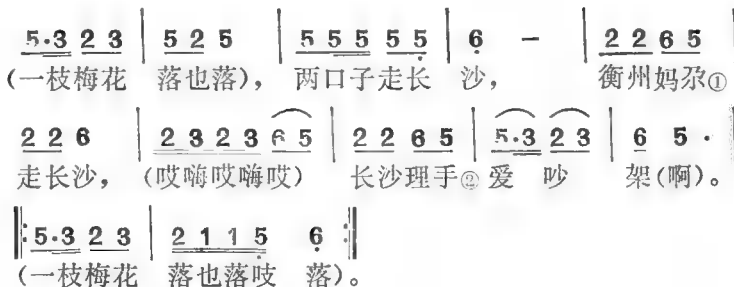 5·3 2 3 | 5 2 5 | 5 5 5 5 5 | 6 – | 2 2 6 5 |
(一枝梅花 落也落), 两口子走长 沙, 衡州妈尕①
2 2 6 | 2 3 2 3 6 5 | 2 2 6 5 | 5·3 2 3 | 6 5 ·
走长沙, (哎嗨哎嗨哎) 长沙理手② 爱 吵 架(啊)。
‖: 5·3 2 3 | 2 1 1 5 6 :‖
(一枝梅花 落也落吱 落)。